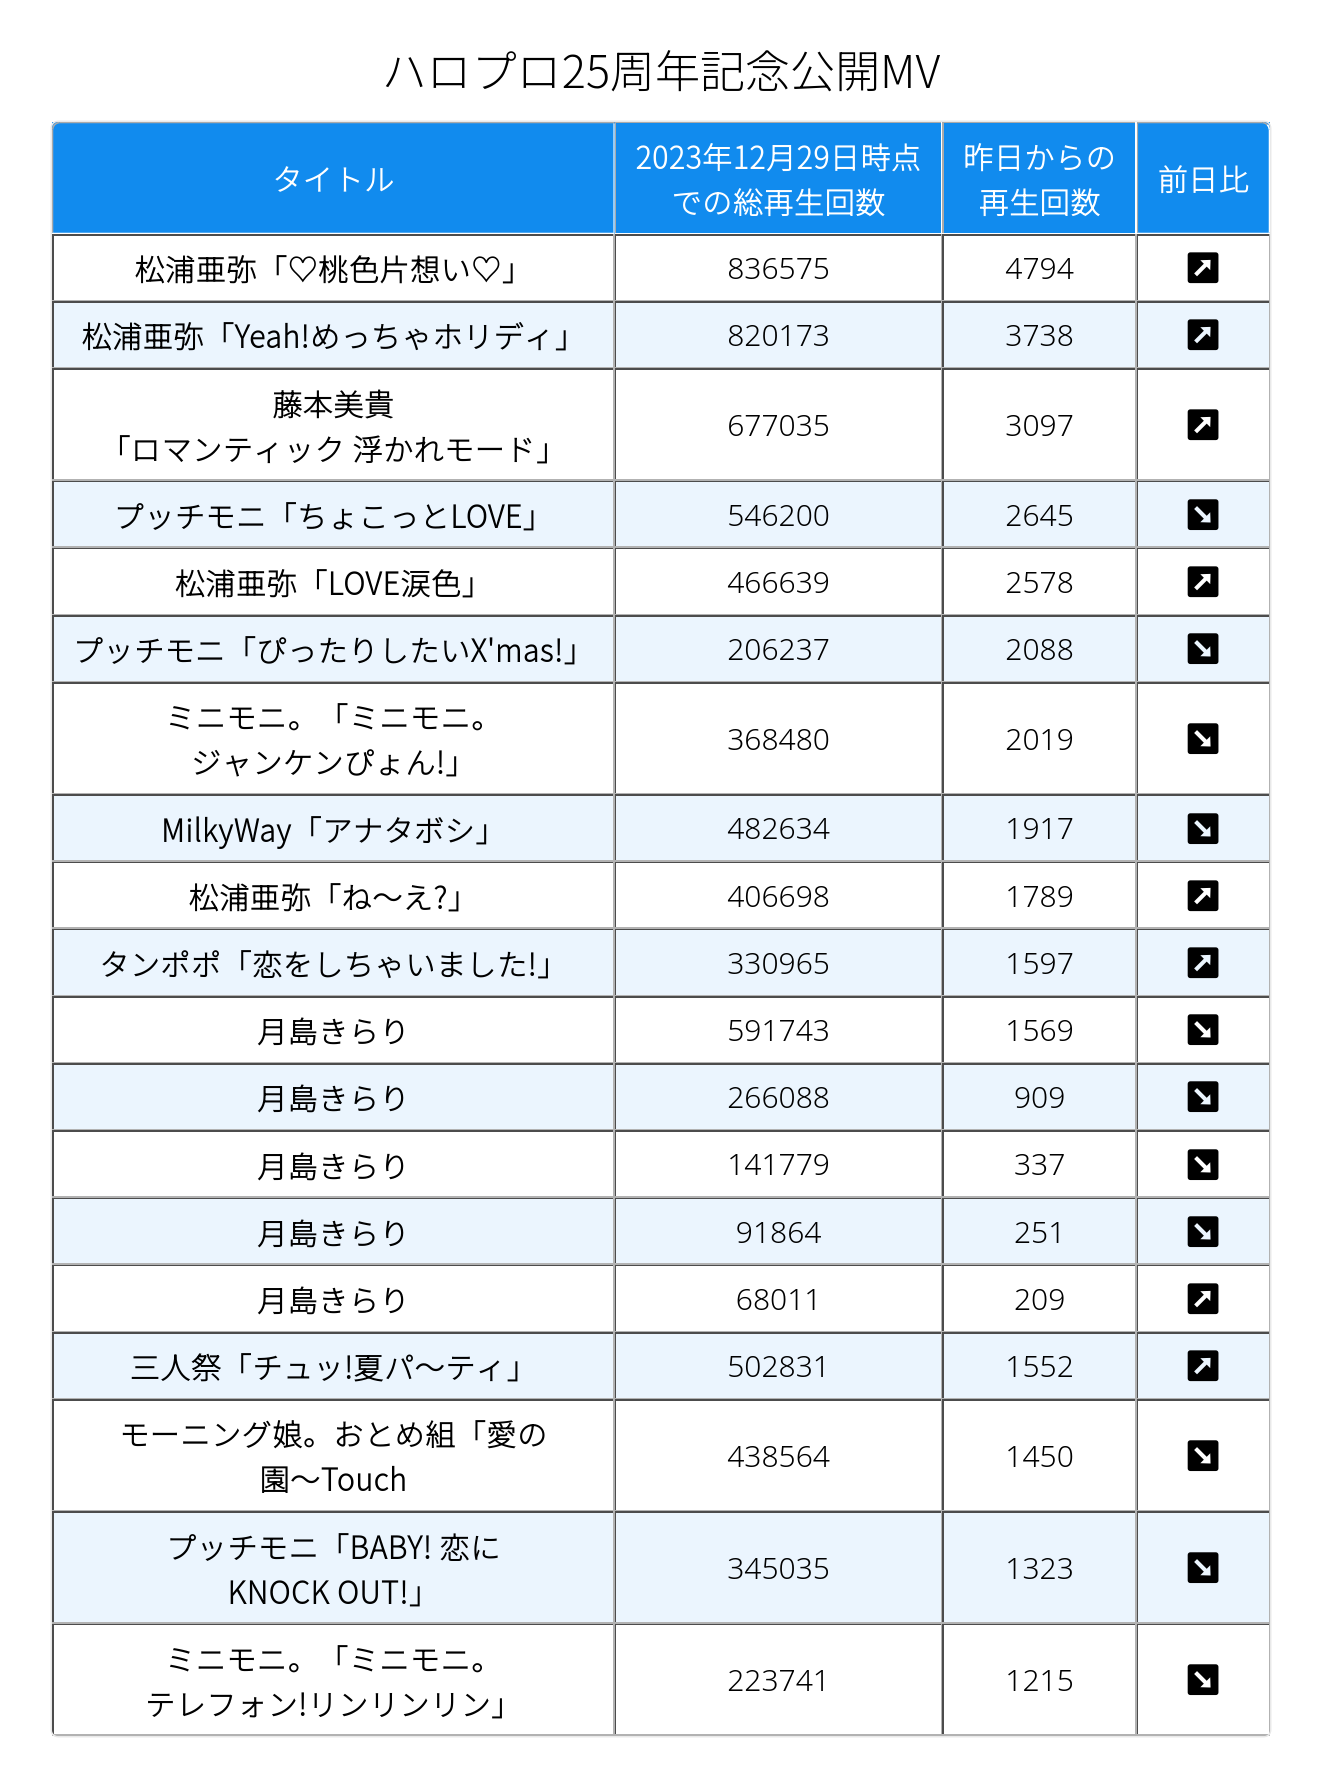 ハロプロ25周年記念公開MV
タイトル
2023年12月29日時点
での総再生回数
昨日からの
再生回数
前日比
松浦亜弥「♡桃色片想い♡」 836575 4794 ↗
松浦亜弥「Yeah!めっちゃホリディ」 820173 3738 ↗
藤本美貴
「ロマンティック 浮かれモード」 677035 3097 ↗
プッチモニ「ちょこっとLOVE」 546200 2645 ↘
松浦亜弥「LOVE涙色」 466639 2578 ↗
プッチモニ「ぴったりしたいX'mas!」 206237 2088 ↘
ミニモニ。「ミニモニ。
ジャンケンぴょん!」 368480 2019 ↘
MilkyWay「アナタボシ」 482634 1917 ↘
松浦亜弥「ね〜え?」 406698 1789 ↗
タンポポ「恋をしちゃいました!」 330965 1597 ↗
月島きらり 591743 1569 ↘
月島きらり 266088 909 ↘
月島きらり 141779 337 ↘
月島きらり 91864 251 ↘
月島きらり 68011 209 ↗
三人祭「チュッ!夏パ〜ティ」 502831 1552 ↗
モーニング娘。おとめ組「愛の
園〜Touch 438564 1450 ↘
プッチモニ「BABY! 恋に
KNOCK OUT!」 345035 1323 ↘
ミニモニ。「ミニモニ。
テレフォン!リンリンリン」 223741 1215 ↘